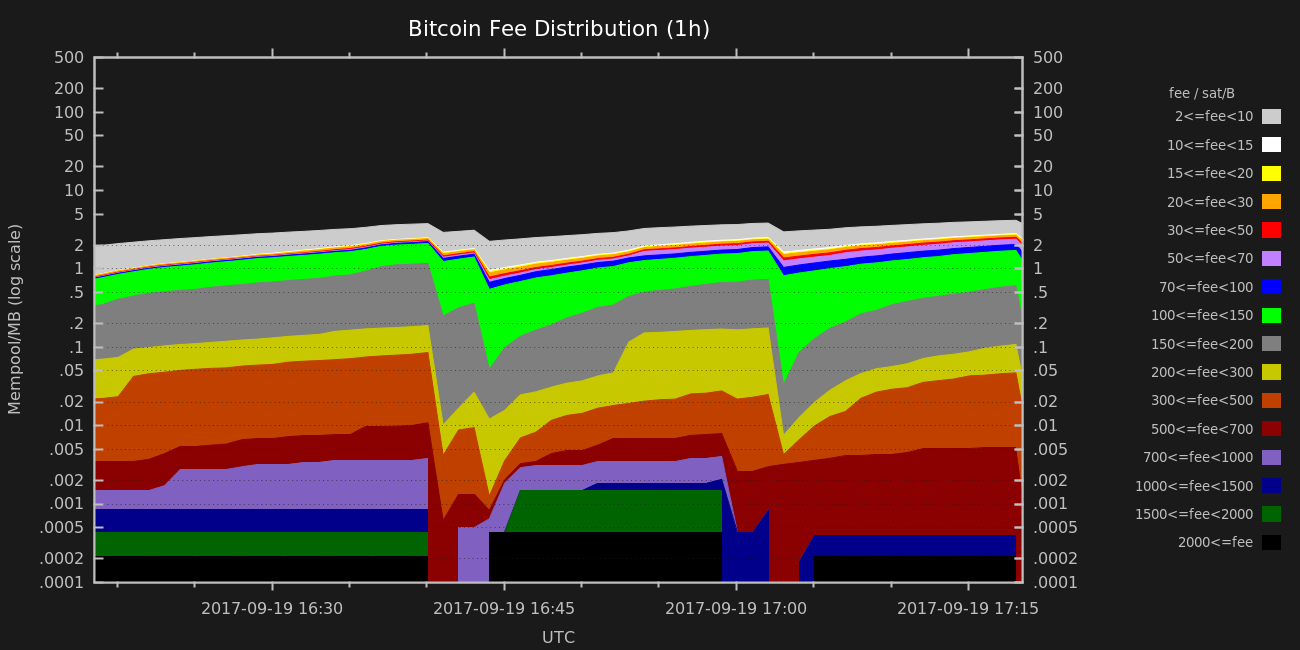 Bitcoin Fee Distribution (1h)
Mempool/MB (log scale)
500
200
100
50
20
10
5
2
1
.5
.2
.1
.05
.02
.01
.005
.002
.001
.0005
.0002
.0001
500
200
100
50
20
10
5
2
1
.5
.2
.1
.05
.02
.01
.005
.002
.001
.0005
.0002
.0001
2017-09-19 16:30
2017-09-19 16:45
2017-09-19 17:00
2017-09-19 17:15
UTC
fee / sat/B
2<=fee<10
10<=fee<15
15<=fee<20
20<=fee<30
30<=fee<50
50<=fee<70
70<=fee<100
100<=fee<150
150<=fee<200
200<=fee<300
300<=fee<500
500<=fee<700
700<=fee<1000
1000<=fee<1500
1500<=fee<2000
2000<=fee